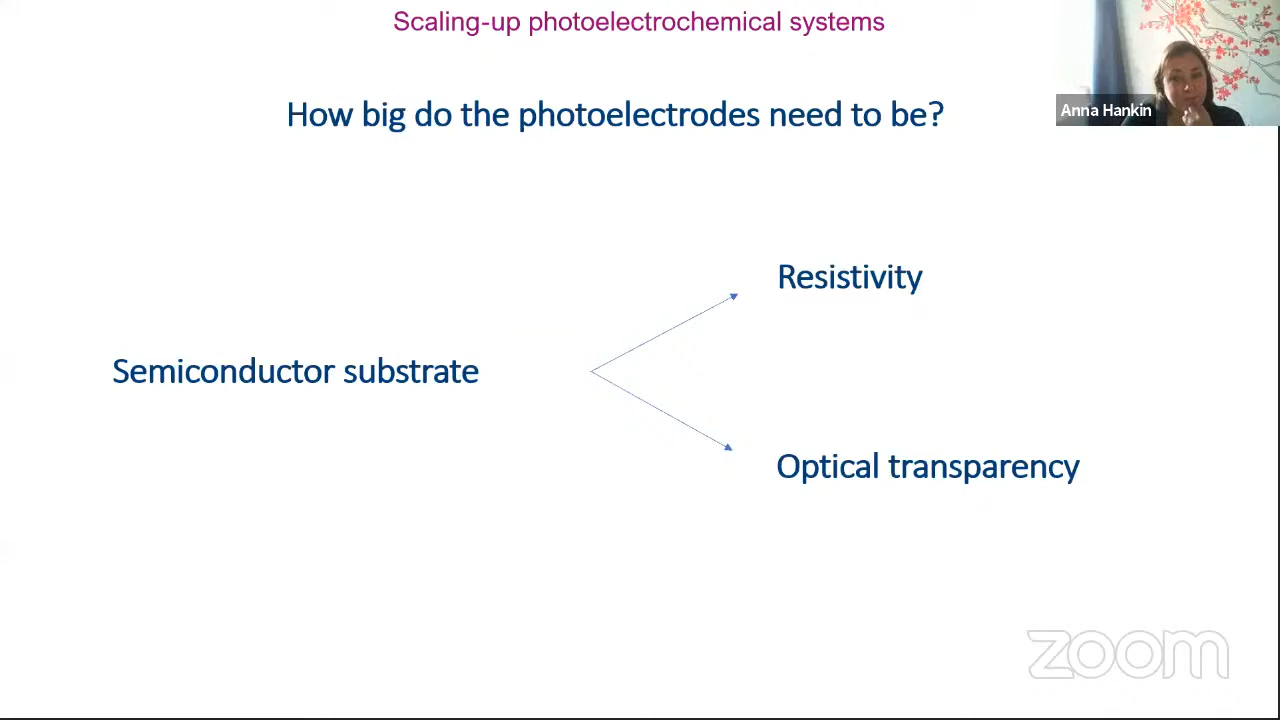 Scaling-up photoelectrochemical systems
How big do the photoelectrodes need to be?
Anna Hankin
Resistivity
Semiconductor substrate
Optical transparency
zoom